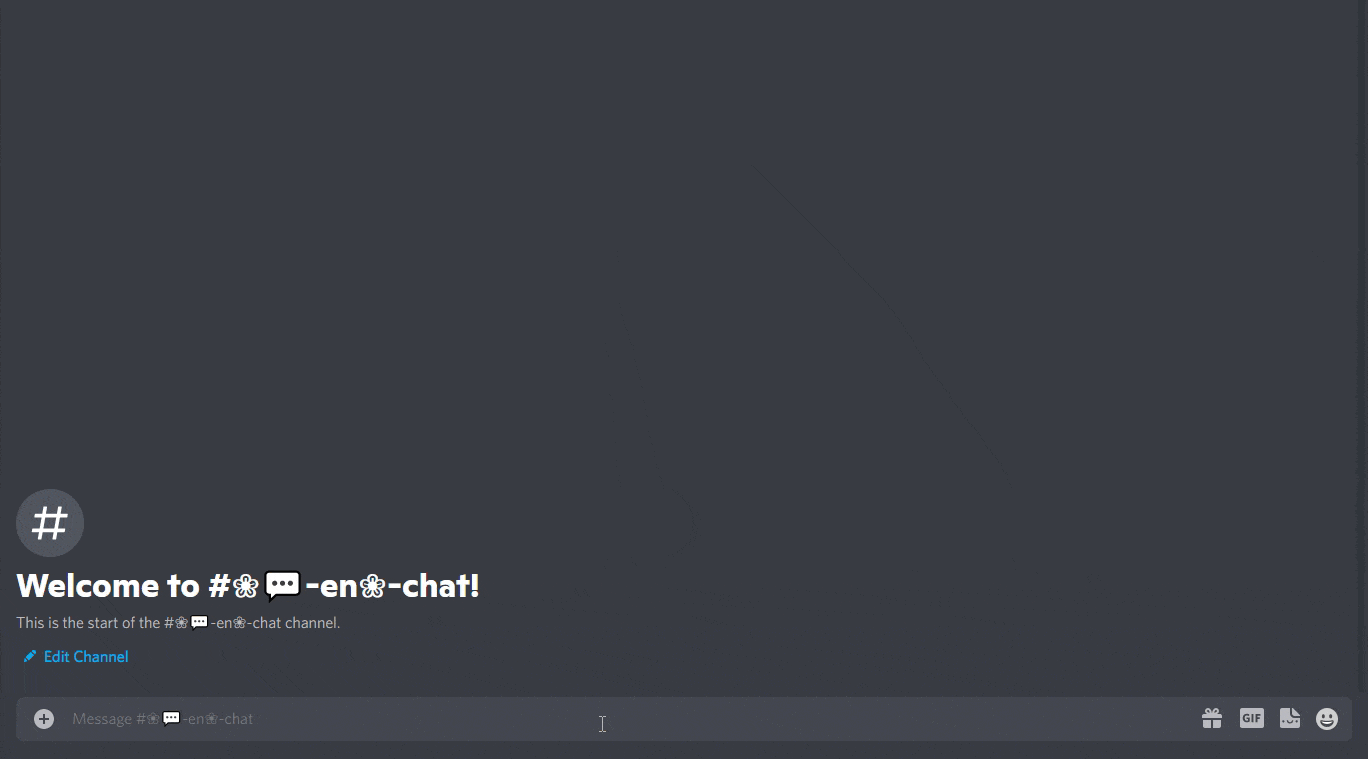 Welcome to #❀💬-en❀-chat!
This is the start of the #❀💬-en❀-chat channel.
Edit Channel
Message #❀💬-en❀-chat
GIF